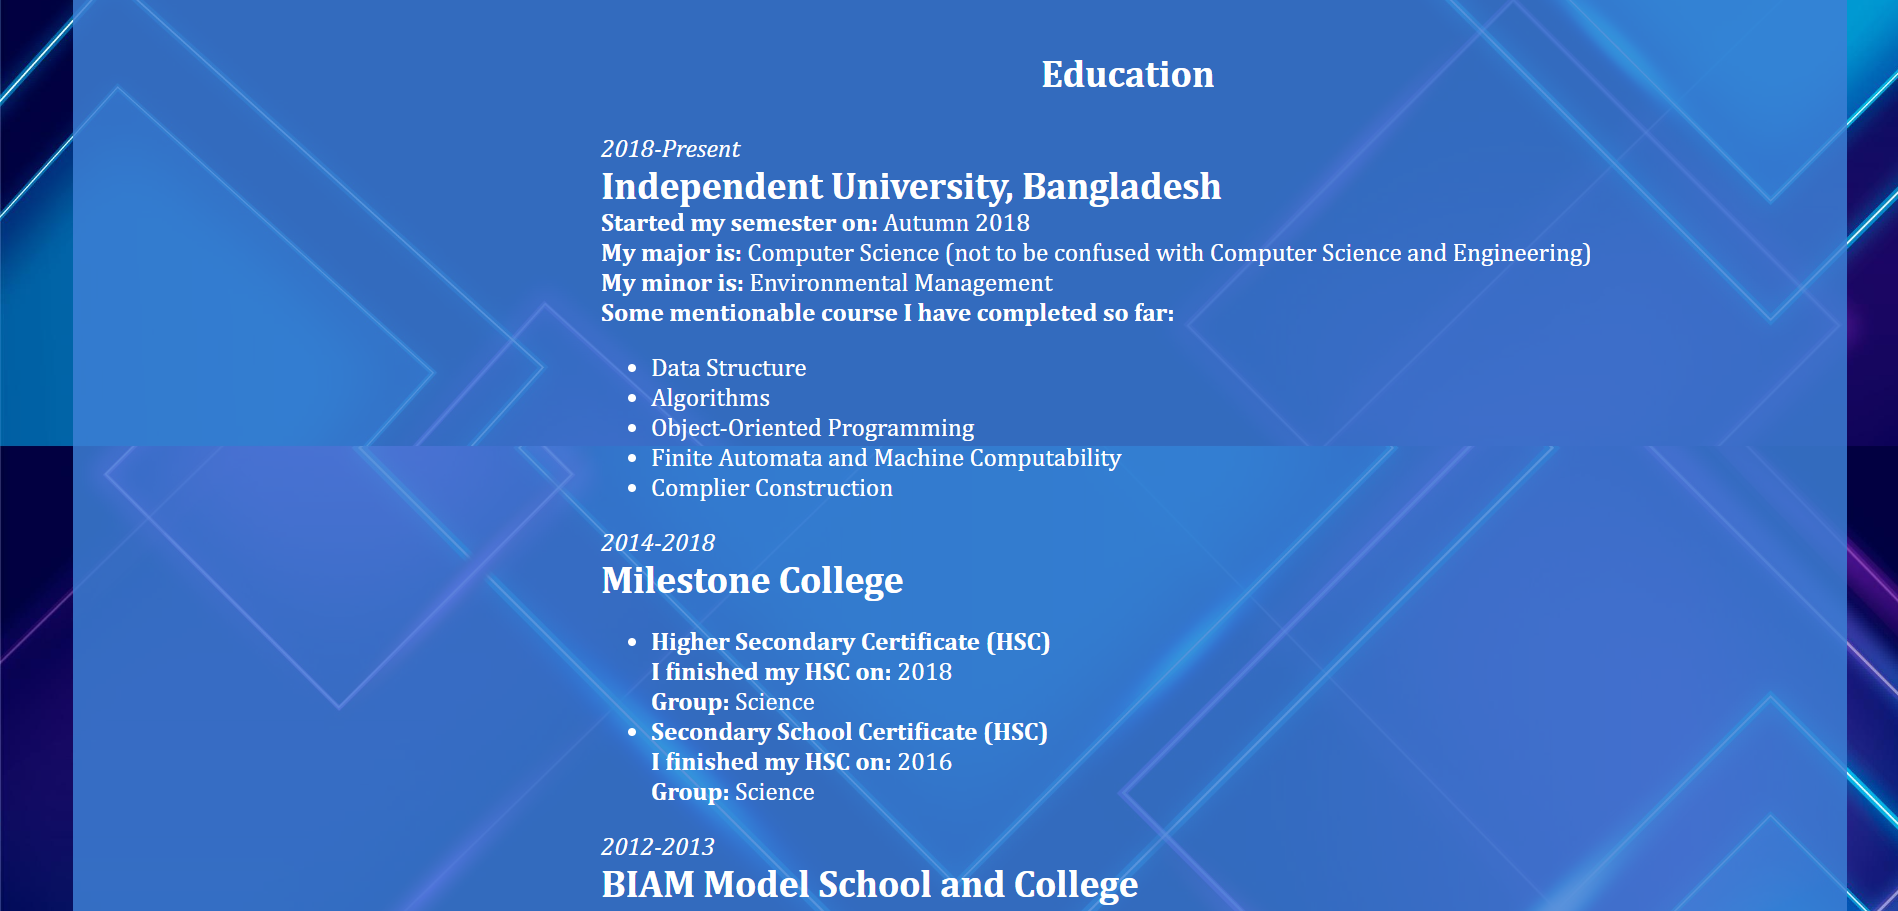 Education
2018-Present
Independent University, Bangladesh
Started my semester on: Autumn 2018
My major is: Computer Science (not to be confused with Computer Science and Engineering)
My minor is: Environmental Management
Some mentionable course I have completed so far:
• Data Structure
• Algorithms
• Object-Oriented Programming
• Finite Automata and Machine Computability
• Complier Construction
2014-2018
Milestone College
• Higher Secondary Certificate (HSC)
I finished my HSC on: 2018
Group: Science
• Secondary School Certificate (HSC)
I finished my HSC on: 2016
Group: Science
2012-2013
BIAM Model School and College